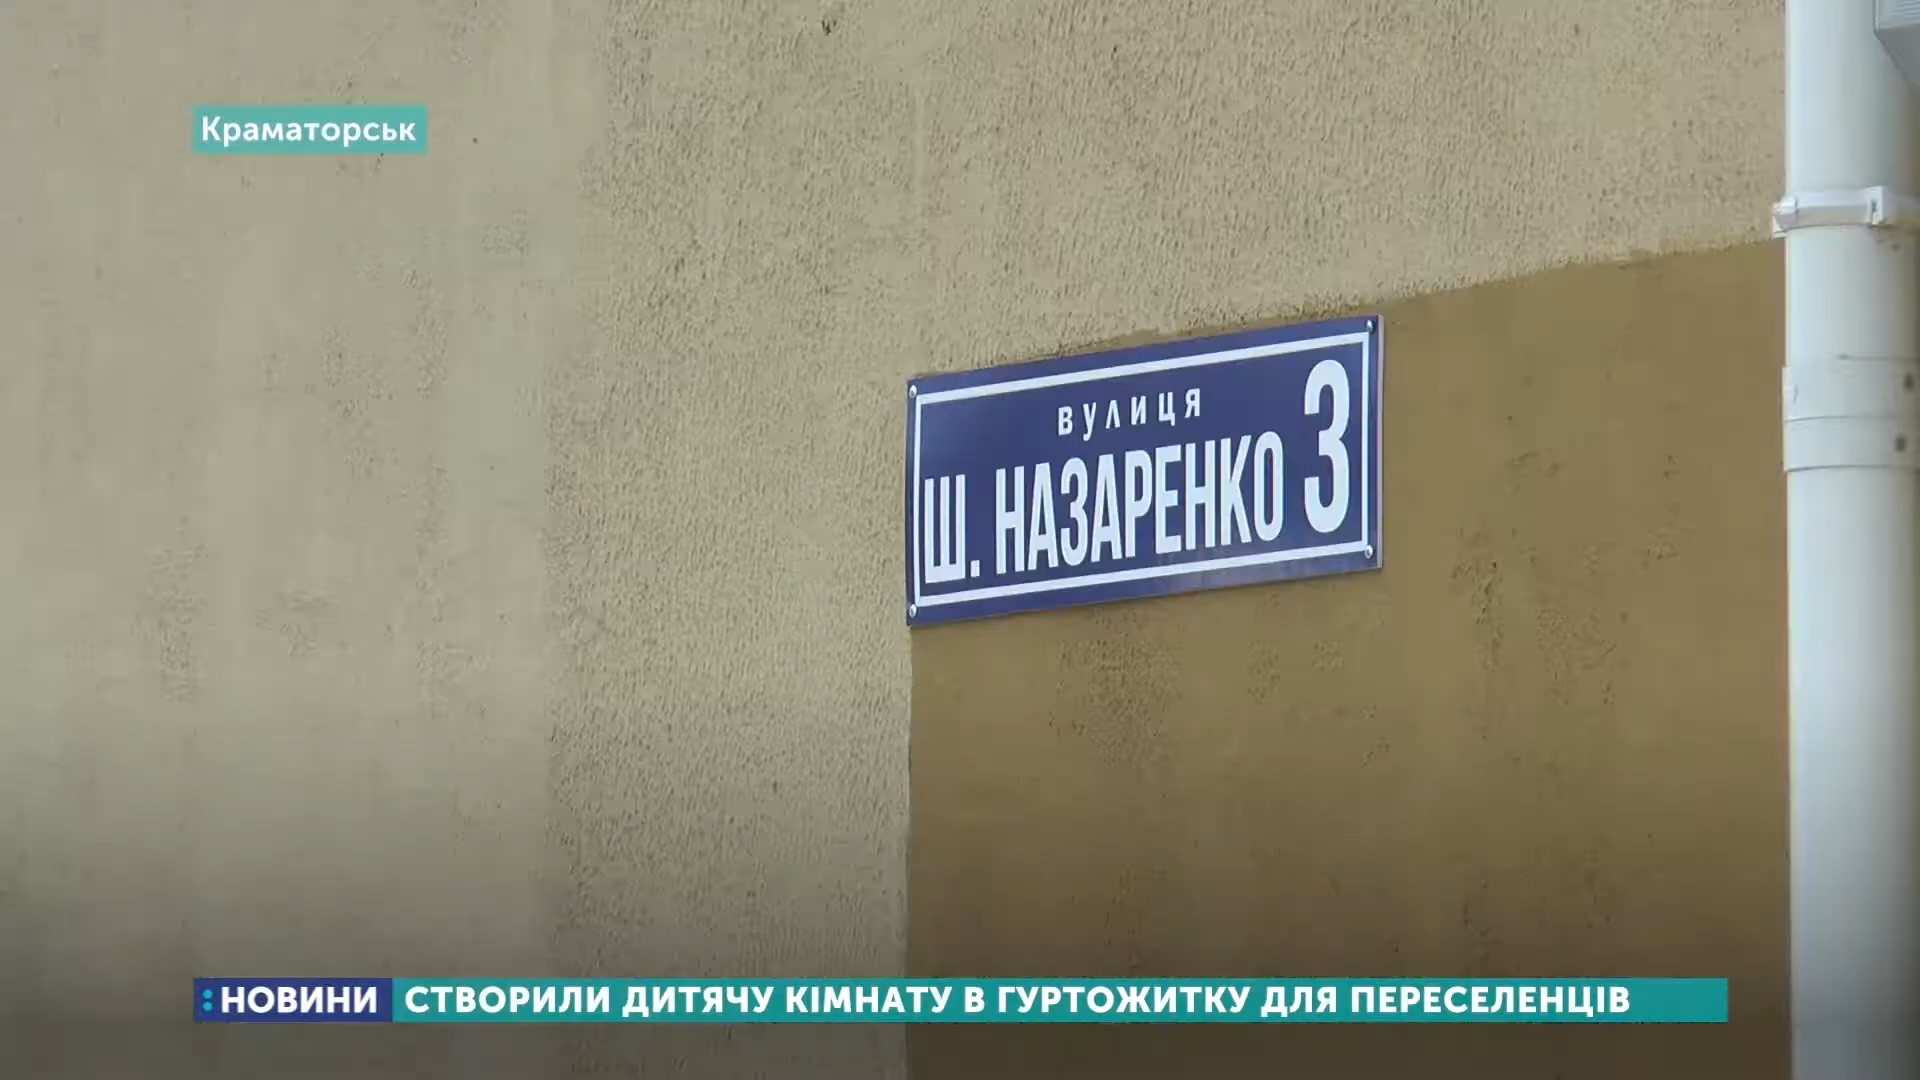 Краматорськ
вулиця
Ш. НАЗАРЕНКО 3
НОВИНИ СТВОРИЛИ ДИТЯЧУ КІМНАТУ В ГУРТОЖИТКУ ДЛЯ ПЕРЕСЕЛЕНЦІВ